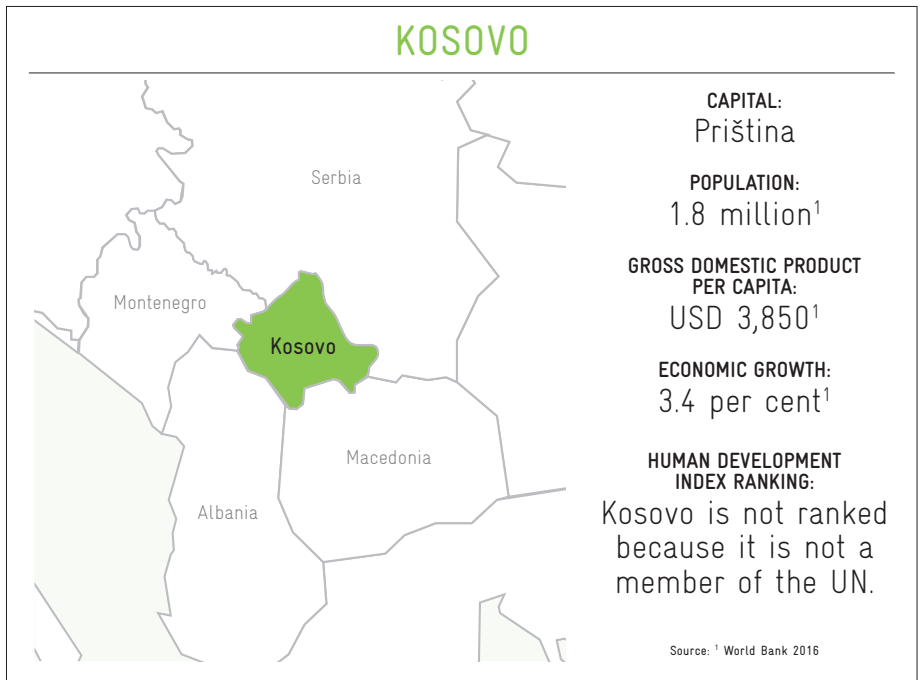 KOSOVO
Serbia
Montenegro
Kosovo
Macedonia
Albania
CAPITAL:
Priština
POPULATION:
1.8 million¹
GROSS DOMESTIC PRODUCT
PER CAPITA:
USD 3,850¹
ECONOMIC GROWTH:
3.4 per cent¹
HUMAN DEVELOPMENT
INDEX RANKING:
Kosovo is not ranked
because it is not a
member of the UN.
Source: ¹ World Bank 2016